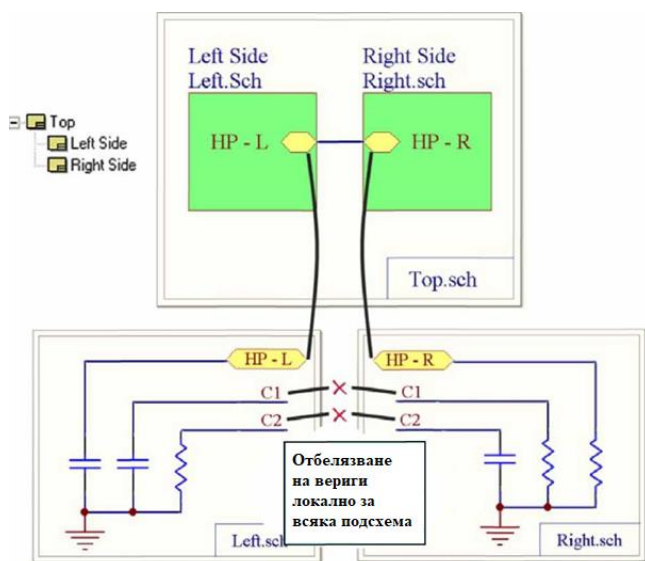 Left Side
Left.Sch
Right Side
Right.sch
Top
Left Side
Right Side
HP - L
HP - R
Top.sch
HP - L
HP - R
C1
C1
C2
C2
Отбелязване
на вериги
локално за
всяка подсхема
Left.sch
Right.sch